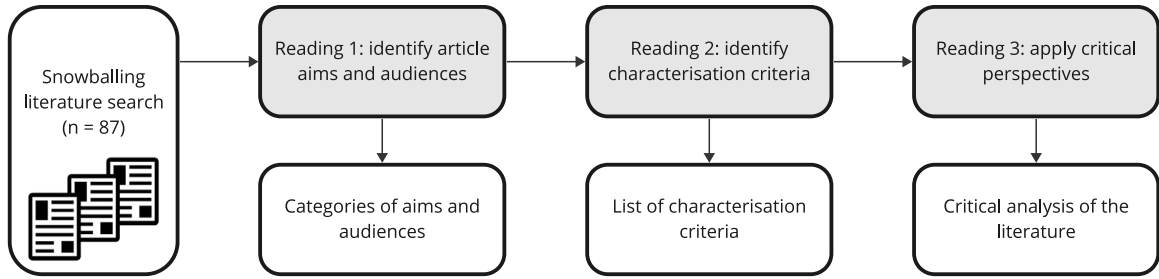 Snowballing
literature search
(n = 87)
Reading 1: identify article
aims and audiences
Categories of aims and
audiences
Reading 2: identify
characterisation criteria
List of characterisation
criteria
Reading 3: apply critical
perspectives
Critical analysis of the
literature